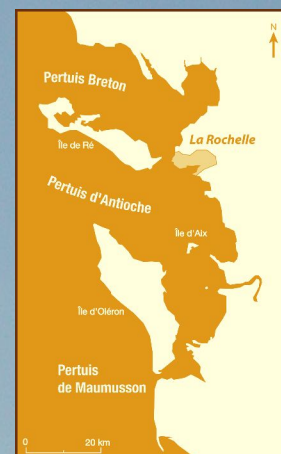 N
Pertuis Breton
La Rochelle
Île de Ré
Pertuis d'Antioche
Île d'Aix
Île d'Oléron
Pertuis
de Maumusson
0 20 km